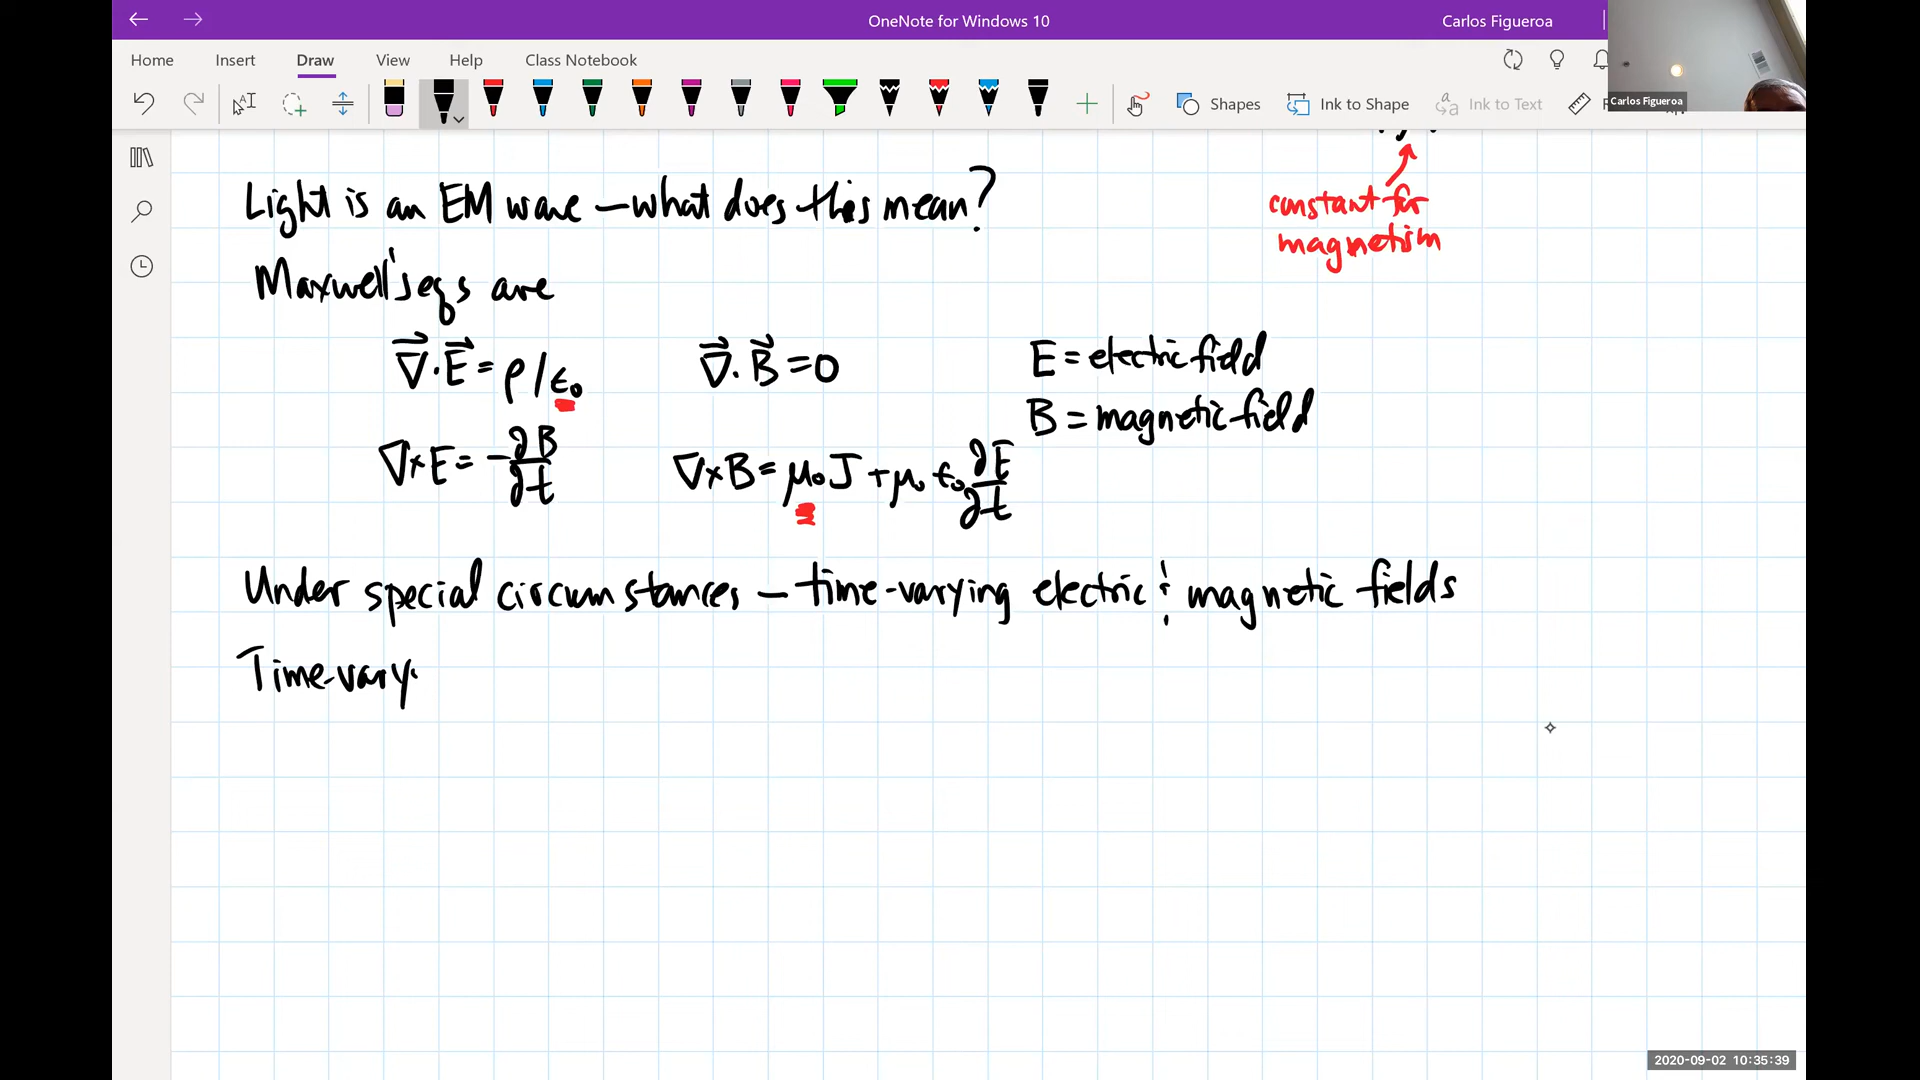 OneNote for Windows 10
Carlos Figueroa
Home Insert Draw View Help Class Notebook
Shapes Ink to Shape Ink to Text
Carlos Figueroa
constant for
magnetism
Light is an EM wave – what does this mean?
Maxwell's eqs are
∇⃗·E⃗ = ρ/ε₀ ∇⃗·B⃗ = 0 E = electric field
B = magnetic field
∇×E = -∂B/∂t ∇×B = μ₀J + μ₀ε₀ ∂E/∂t
Under special circumstances – time-varying electric & magnetic fields
Time-vary
2020-09-02 10:35:39